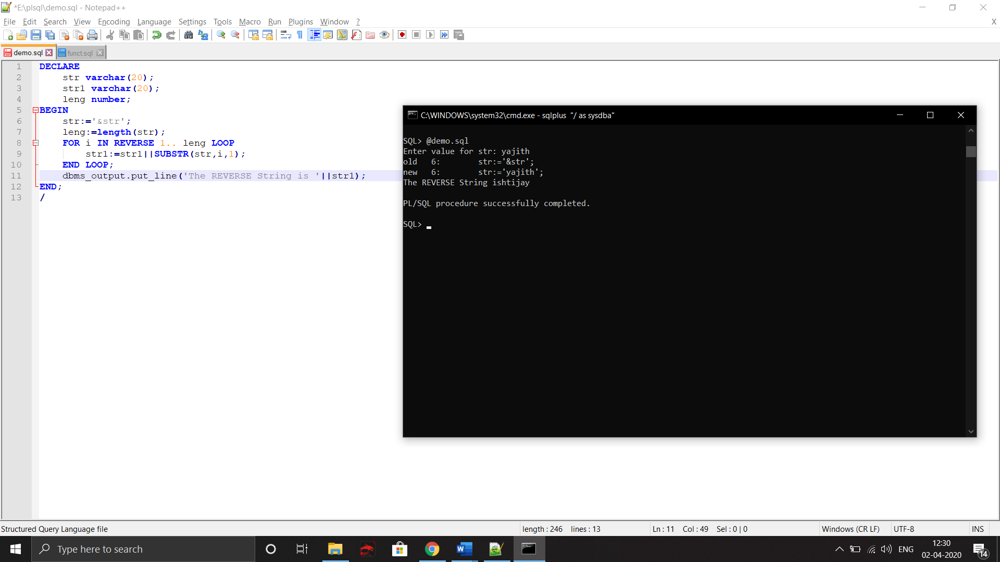 *E:\plsql\demo.sql - Notepad++
File Edit Search View Encoding Language Settings Tools Macro Run Plugins Window ? X
demo.sql funct.sql
1 DECLARE
2 str varchar(20);
3 str1 varchar(20);
4 leng number;
5 BEGIN
6 str:='&str';
7 leng:=length(str);
8 FOR i IN REVERSE 1.. leng LOOP
9 str1:=str1||SUBSTR(str,i,1);
10 END LOOP;
11 dbms_output.put_line('The REVERSE String is '||str1);
12 END;
13 /
C:\WINDOWS\system32\cmd.exe - sqlplus "/ as sysdba"
SQL> @demo.sql
Enter value for str: yajith
old 6: str:='&str';
new 6: str:='yajith';
The REVERSE String ishtijay
PL/SQL procedure successfully completed.
SQL>
Structured Query Language file length : 246 lines : 13 Ln : 11 Col : 49 Sel : 0 | 0 Windows (CR LF) UTF-8 INS
Type here to search
ENG
12:30
02-04-2020
14